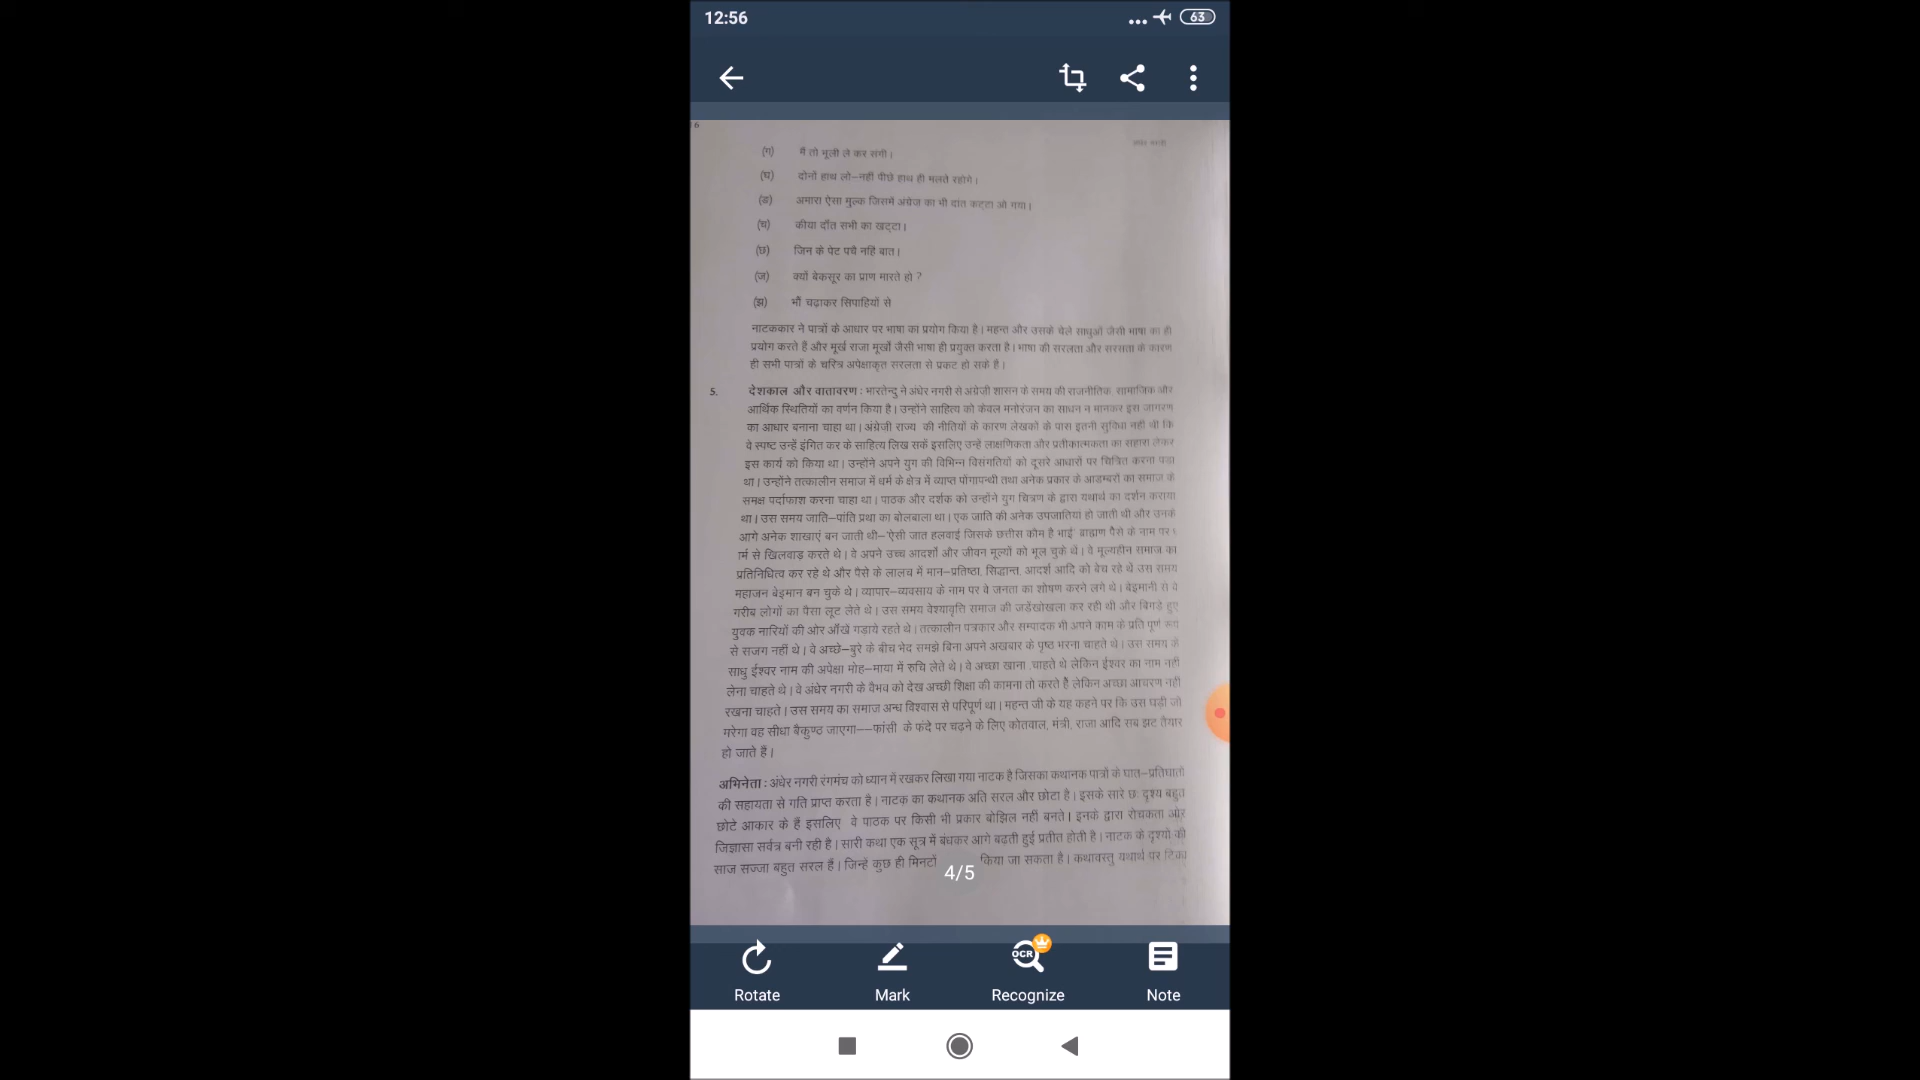 12:56
63
6
(ग) मैं तो भूली ले कर संगी।
(घ) दोनों हाथ लो–नहीं पीछे हाथ ही मलते रहोगे।
(ङ) अमारा ऐसा मुल्क जिसमें अंग्रेज का भी दांत कट्टा ओ गया।
(च) कीया दाँत सभी का खट्टा।
(छ) जिन के पेट पचै नहिं बात।
(ज) क्यों बेकसूर का प्राण मारते हो ?
(झ) भौं चढ़ाकर सिपाहियों से
नाटककार ने पात्रों के आधार पर भाषा का प्रयोग किया है। महन्त और उसके चेले साधुओं जैसी भाषा का ही
प्रयोग करते हैं और मूर्ख राजा मूर्खों जैसी भाषा ही प्रयुक्त करता है। भाषा की सरलता और सरसता के कारण
ही सभी पात्रों के चरित्र अपेक्षाकृत सरलता से प्रकट हो सके हैं।
5. देशकाल और वातावरण : भारतेन्दु ने अंधेर नगरी से अंग्रेजी शासन के समय की राजनीतिक, सामाजिक और
आर्थिक स्थितियों का वर्णन किया है। उन्होंने साहित्य को केवल मनोरंजन का साधन न मानकर इस जागरण
का आधार बनाना चाहा था। अंग्रेजी राज्य की नीतियों के कारण लेखकों के पास इतनी सुविधा नहीं थी कि
वे स्पष्ट उन्हें इंगित कर के साहित्य लिख सकें इसलिए उन्हें लाक्षणिकता और प्रतीकात्मकता का सहारा लेकर
इस कार्य को किया था। उन्होंने अपने युग की विभिन्न विसंगतियों को दूसरे आधारों पर चित्रित करना पड़ा
था। उन्होंने तत्कालीन समाज में धर्म के क्षेत्र में व्याप्त पोंगापन्थी तथा अनेक प्रकार के आडम्बरों का समाज के
समक्ष पर्दाफाश करना चाहा था। पाठक और दर्शक को उन्होंने युग चित्रण के द्वारा यथार्थ का दर्शन कराया
था। उस समय जाति–पांति प्रथा का बोलबाला था। एक जाति की अनेक उपजातियां हो जाती थी और उनके
आगे अनेक शाखाएं बन जाती थी–'ऐसी जात हलवाई जिसके छत्तीस कौम है भाई' ब्राह्मण पैसे के नाम पर ध
र्म से खिलवाड़ करते थे। वे अपने उच्च आदर्शों और जीवन मूल्यों को भूल चुके थे। वे मूल्यहीन समाज का
प्रतिनिधित्व कर रहे थे और पैसे के लालच में मान–प्रतिष्ठा, सिद्धान्त, आदर्श आदि को बेच रहे थे उस समय
महाजन बेइमान बन चुके थे। व्यापार–व्यवसाय के नाम पर वे जनता का शोषण करने लगे थे। बेइमानी से वे
गरीब लोगों का पैसा लूट लेते थे। उस समय वेश्यावृत्ति समाज की जडेंखोखला कर रही थी और बिगड़े हुए
युवक नारियों की ओर आँखें गड़ाये रहते थे। तत्कालीन पत्रकार और सम्पादक भी अपने काम के प्रति पूर्ण रूप
से सजग नहीं थे। वे अच्छे–बुरे के बीच भेद समझे बिना अपने अखबार के पृष्ठ भरना चाहते थे। उस समय के
साधु ईश्वर नाम की अपेक्षा मोह–माया में रुचि लेते थे। वे अच्छा खाना चाहते थे लेकिन ईश्वर का नाम नहीं
लेना चाहते थे। वे अंधेर नगरी के वैभव को देख अच्छी शिक्षा की कामना तो करते हैं लेकिन अच्छा आचरण नहीं
रखना चाहते। उस समय का समाज अन्ध विश्वास से परिपूर्ण था। महन्त जी के यह कहने पर कि उस घड़ी जो
मरेगा वह सीधा बैकुण्ठ जाएगा––फांसी के फंदे पर चढ़ने के लिए कोतवाल, मंत्री, राजा आदि सब झट तैयार
हो जाते हैं।
अभिनेता : अंधेर नगरी रंगमंच को ध्यान में रखकर लिखा गया नाटक है जिसका कथानक पात्रों के घात–प्रतिघातों
की सहायता से गति प्राप्त करता है। नाटक का कथानक अति सरल और छोटा है। इसके सारे छः दृश्य बहुत
छोटे आकार के हैं इसलिए वे पाठक पर किसी भी प्रकार बोझिल नहीं बनते। इनके द्वारा रोचकता और
जिज्ञासा सर्वत्र बनी रही है। सारी कथा एक सूत्र में बंधकर आगे बढ़ती हुई प्रतीत होती है। नाटक के दृश्यों की
साज सज्जा बहुत सरल हैं। जिन्हें कुछ ही मिनटों किया जा सकता है। कथावस्तु यथार्थ पर टिका
4/5
OCR
Rotate Mark Recognize Note